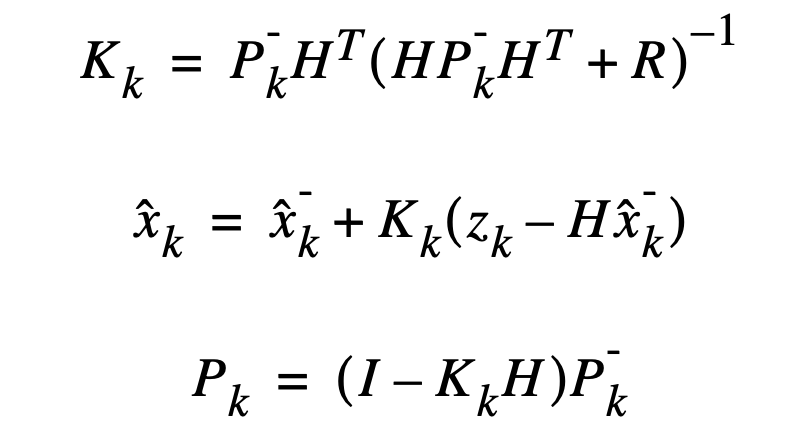 K_k = P_k^- H^T (H P_k^- H^T + R)^{-1}
x̂_k = x̂_k^- + K_k (z_k – H x̂_k^-)
P_k = (I – K_k H) P_k^-